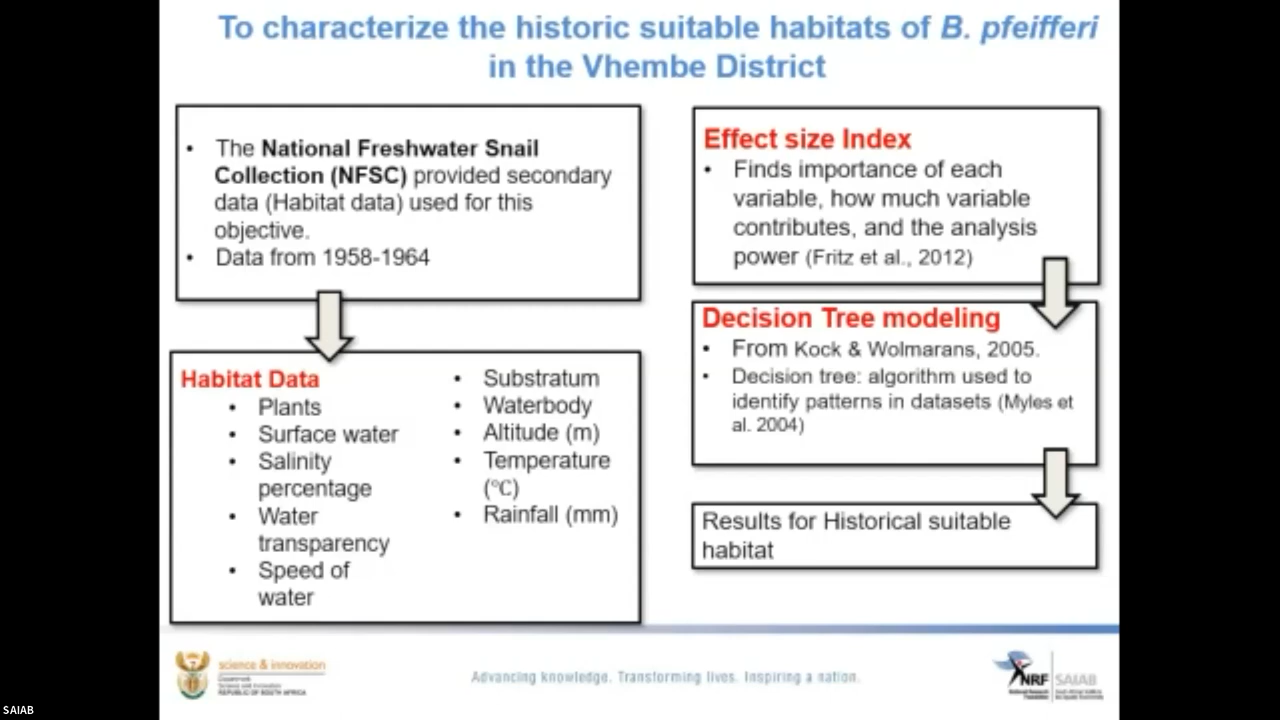 To characterize the historic suitable habitats of B. pfeifferi
in the Vhembe District
• The National Freshwater Snail
Collection (NFSC) provided secondary
data (Habitat data) used for this
objective.
• Data from 1958-1964
Habitat Data
• Plants
• Surface water
• Salinity
percentage
• Water
transparency
• Speed of
water
• Substratum
• Waterbody
• Altitude (m)
• Temperature
(°C)
• Rainfall (mm)
Effect size Index
• Finds importance of each
variable, how much variable
contributes, and the analysis
power (Fritz et al., 2012)
Decision Tree modeling
• From Kock & Wolmarans, 2005.
• Decision tree: algorithm used to
identify patterns in datasets (Myles et
al. 2004)
Results for Historical suitable
habitat
science & innovation
Department:
Science and Innovation
REPUBLIC OF SOUTH AFRICA
Advancing knowledge. Transforming lives. Inspiring a nation.
NRF
National Research
Foundation
SAIAB
SAIAB